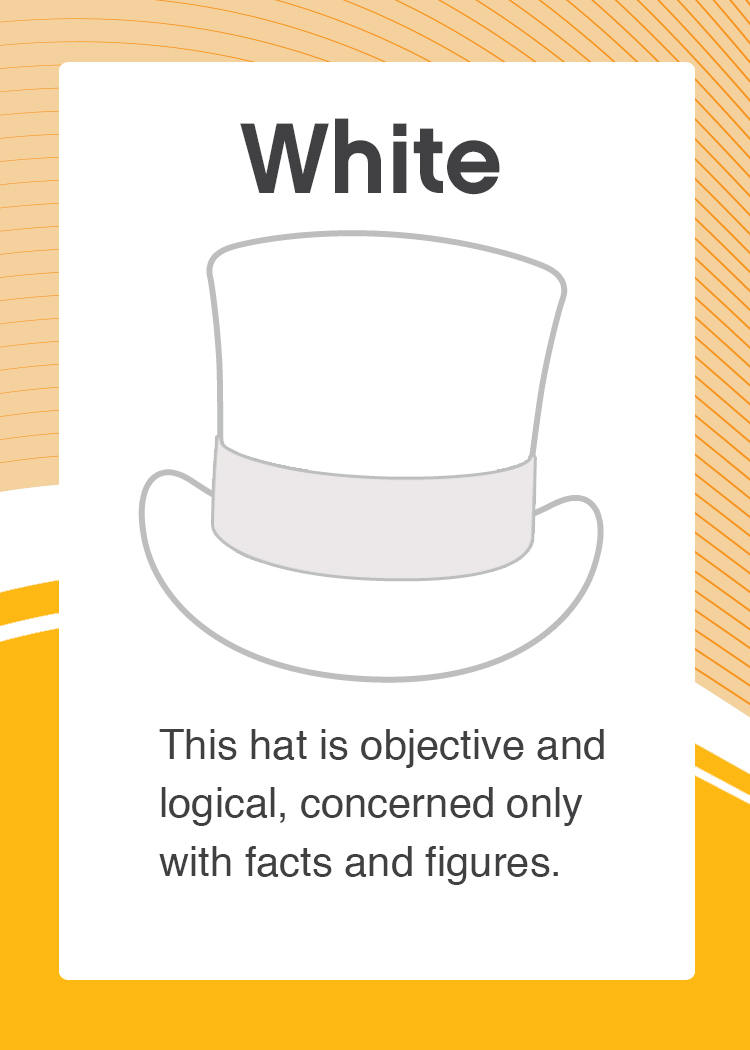 White
This hat is objective and
logical, concerned only
with facts and figures.